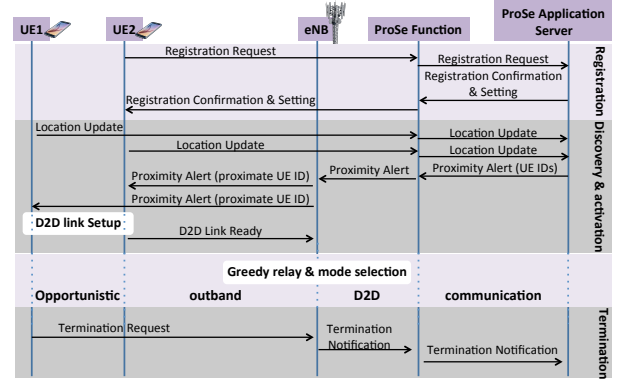 ProSe Application
Server
UE1
UE2
eNB
ProSe Function
Registration Request
Registration Request
Registration Confirmation
& Setting
Registration Confirmation & Setting
Registration
Location Update
Location Update
Location Update
Location Update
Proximity Alert (UE IDs)
Proximity Alert
Proximity Alert (proximate UE ID)
Proximity Alert (proximate UE ID)
D2D link Setup
D2D Link Ready
Discovery & activation
Greedy relay & mode selection
Opportunistic outband D2D communication
Termination Request
Termination
Notification
Termination Notification
Termination